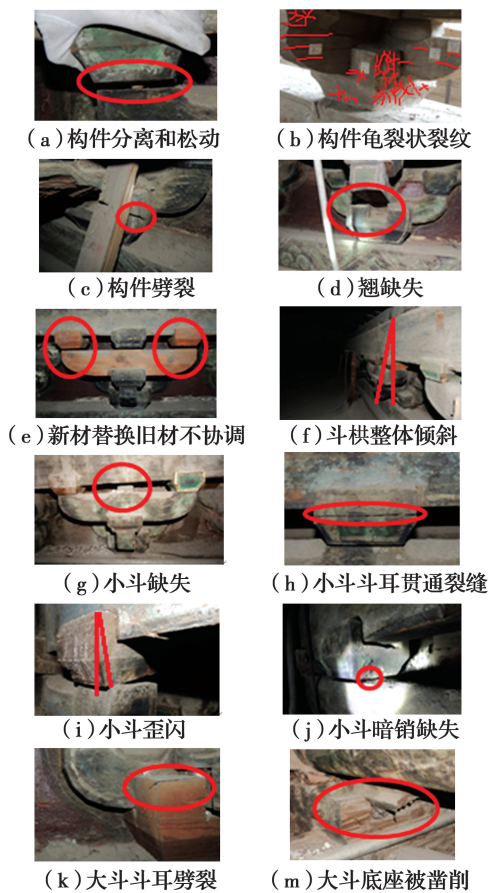 (a)构件分离和松动
(b)构件龟裂状裂纹
(c)构件劈裂
(d)翘缺失
(e)新材替换旧材不协调
(f)斗栱整体倾斜
(g)小斗缺失
(h)小斗斗耳贯通裂缝
(i)小斗歪闪
(j)小斗暗销缺失
(k)大斗斗耳劈裂
(m)大斗底座被凿削